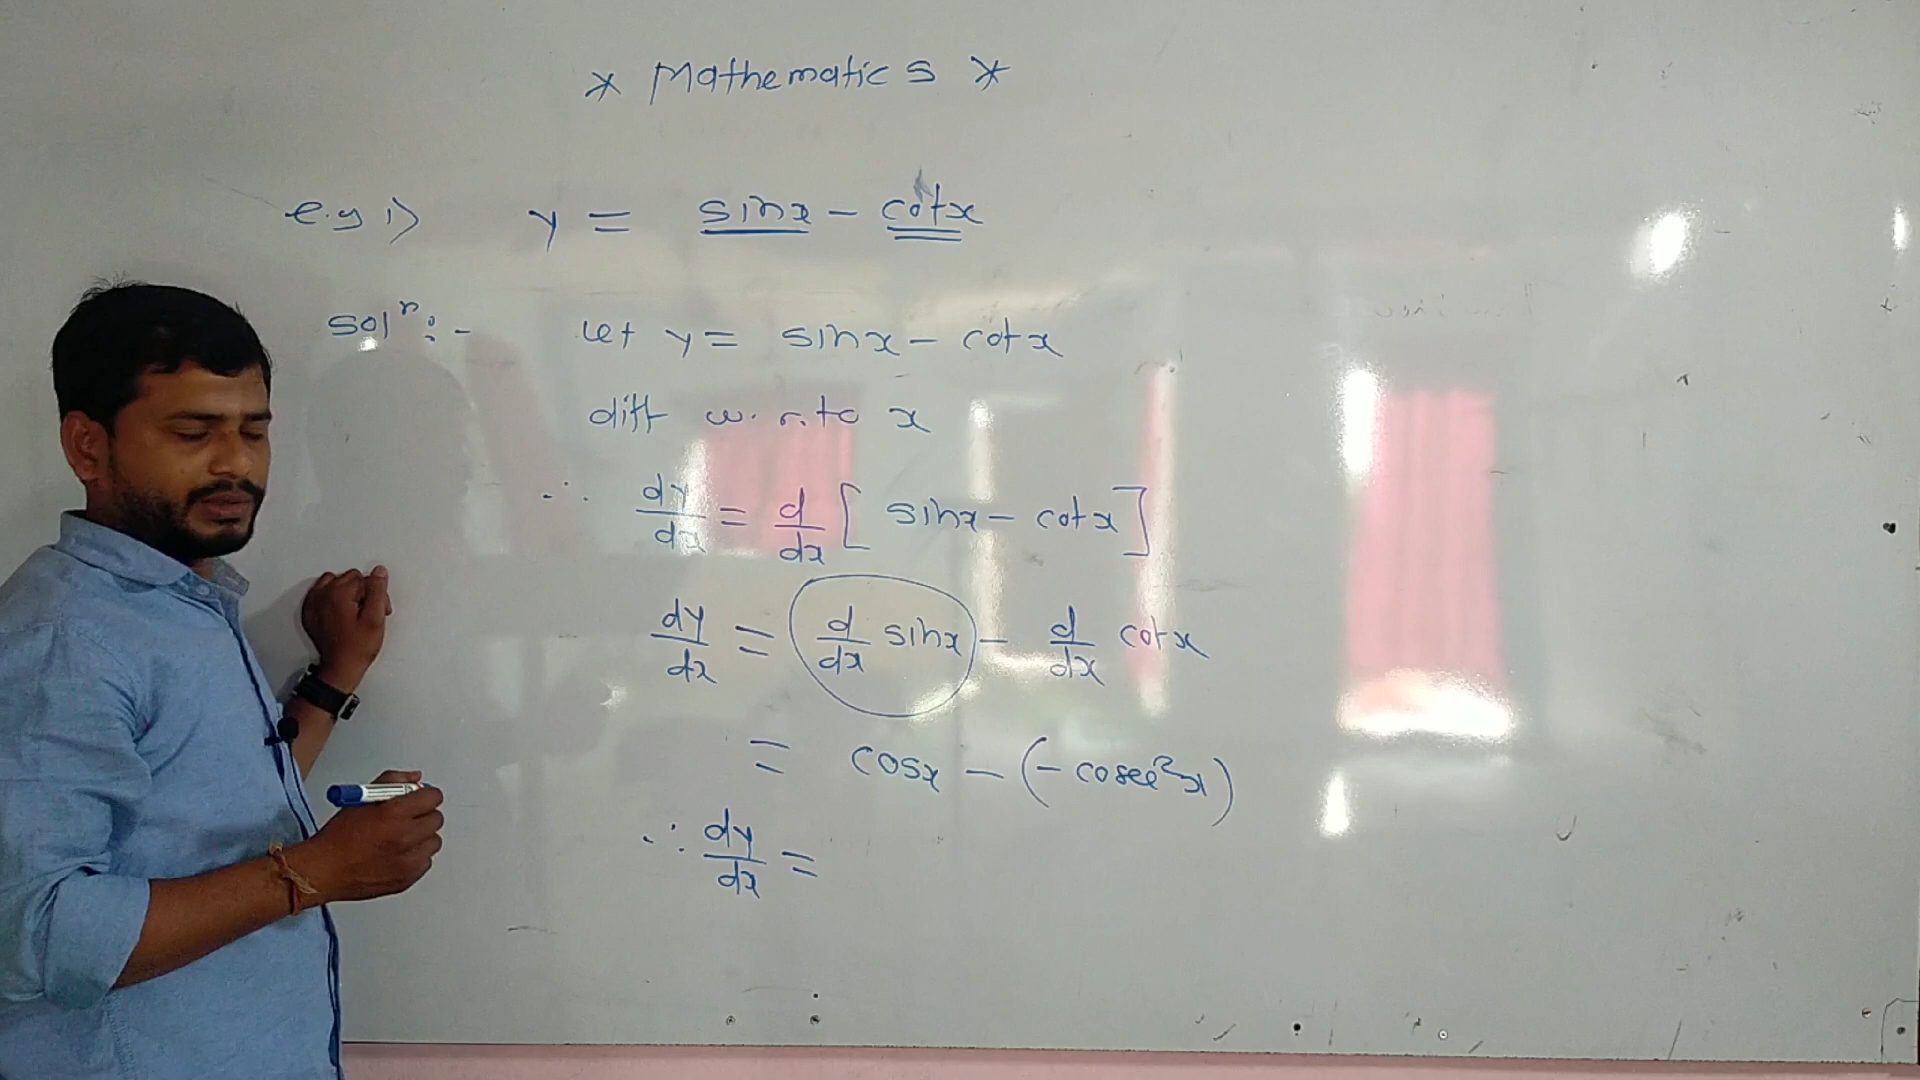 * Mathematics *
e.g 1) y = sinx - cotx
solⁿ :- let y = sinx - cotx
diff w.r.to x
∴ dy/dx = d/dx [ sinx - cotx ]
dy/dx = d/dx sinx - d/dx cotx
= cosx - (-cosec²x)
∴ dy/dx =